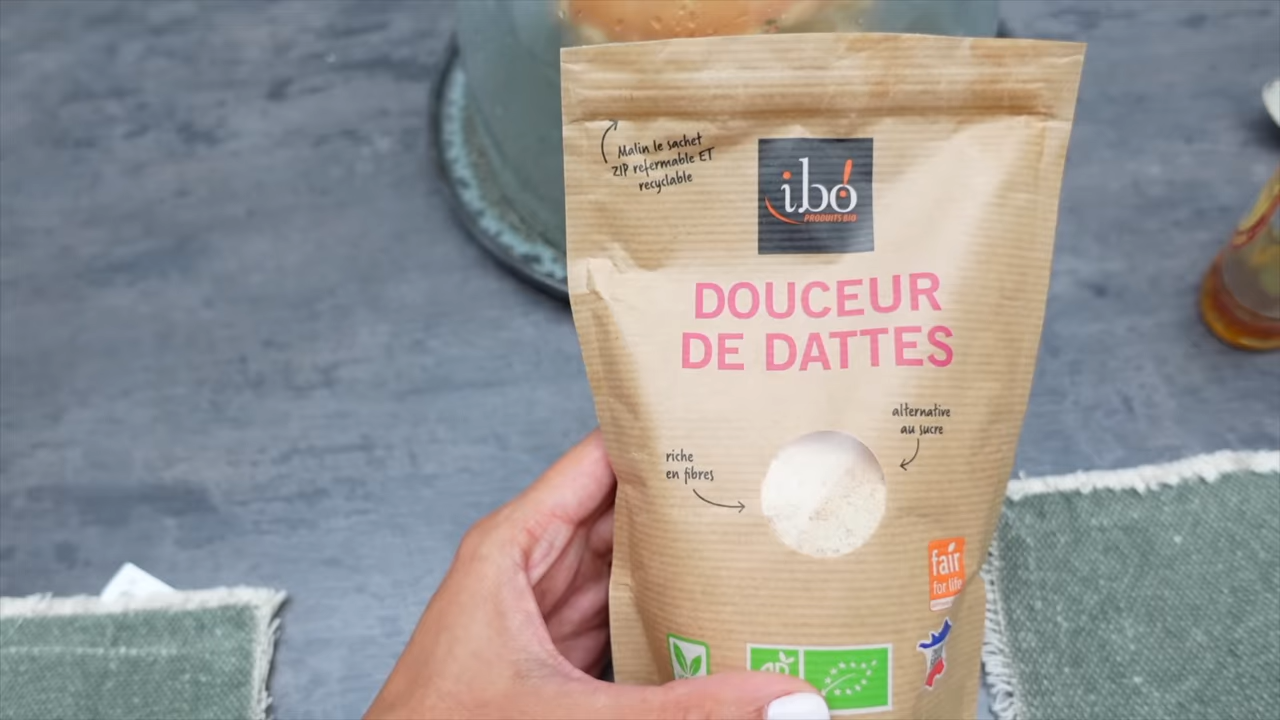 Malin le sachet
ZIP refermable ET
recyclable
ibo!
PRODUITS BIO
DOUCEUR
DE DATTES
alternative
au sucre
riche
en fibres
fair
for life